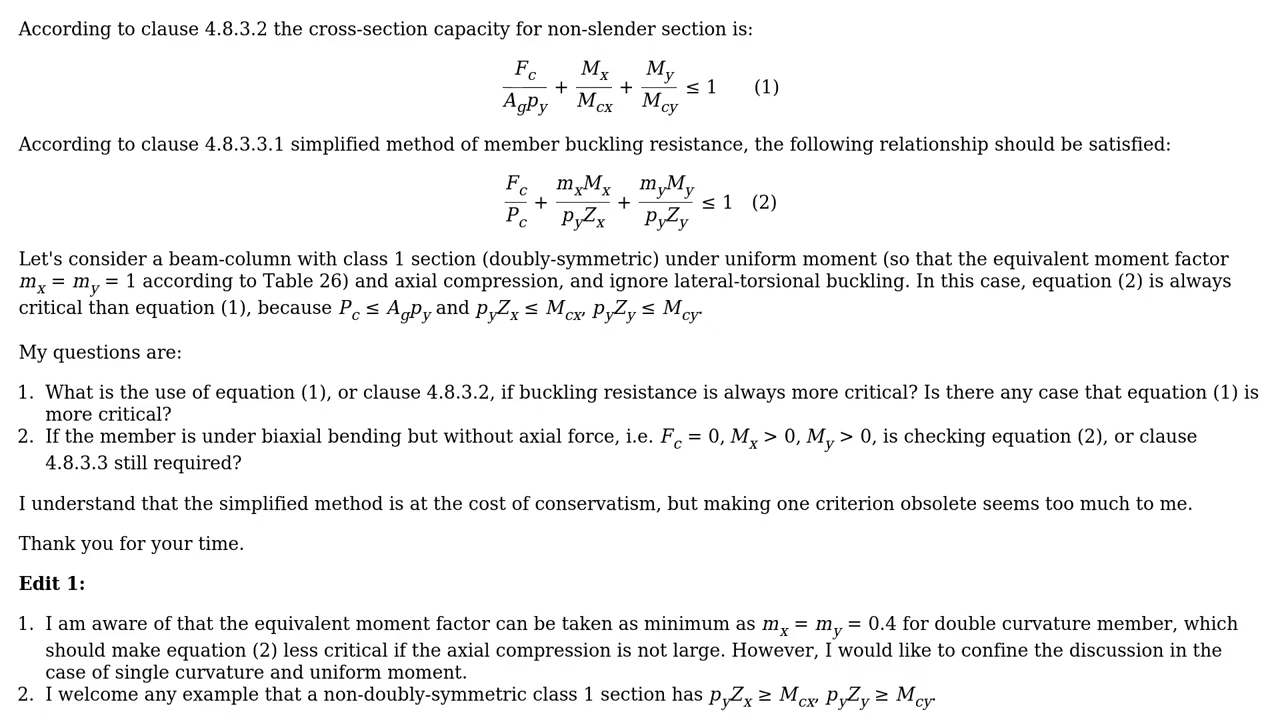 According to clause 4.8.3.2 the cross-section capacity for non-slender section is:
F_c/(A_g p_y) + M_x/M_cx + M_y/M_cy ≤ 1 (1)
According to clause 4.8.3.3.1 simplified method of member buckling resistance, the following relationship should be satisfied:
F_c/P_c + m_x M_x/(p_y Z_x) + m_y M_y/(p_y Z_y) ≤ 1 (2)
Let's consider a beam-column with class 1 section (doubly-symmetric) under uniform moment (so that the equivalent moment factor
m_x = m_y = 1 according to Table 26) and axial compression, and ignore lateral-torsional buckling. In this case, equation (2) is always
critical than equation (1), because P_c ≤ A_g p_y and p_y Z_x ≤ M_cx, p_y Z_y ≤ M_cy.
My questions are:
1. What is the use of equation (1), or clause 4.8.3.2, if buckling resistance is always more critical? Is there any case that equation (1) is
more critical?
2. If the member is under biaxial bending but without axial force, i.e. F_c = 0, M_x > 0, M_y > 0, is checking equation (2), or clause
4.8.3.3 still required?
I understand that the simplified method is at the cost of conservatism, but making one criterion obsolete seems too much to me.
Thank you for your time.
Edit 1:
1. I am aware of that the equivalent moment factor can be taken as minimum as m_x = m_y = 0.4 for double curvature member, which
should make equation (2) less critical if the axial compression is not large. However, I would like to confine the discussion in the
case of single curvature and uniform moment.
2. I welcome any example that a non-doubly-symmetric class 1 section has p_y Z_x ≥ M_cx, p_y Z_y ≥ M_cy.